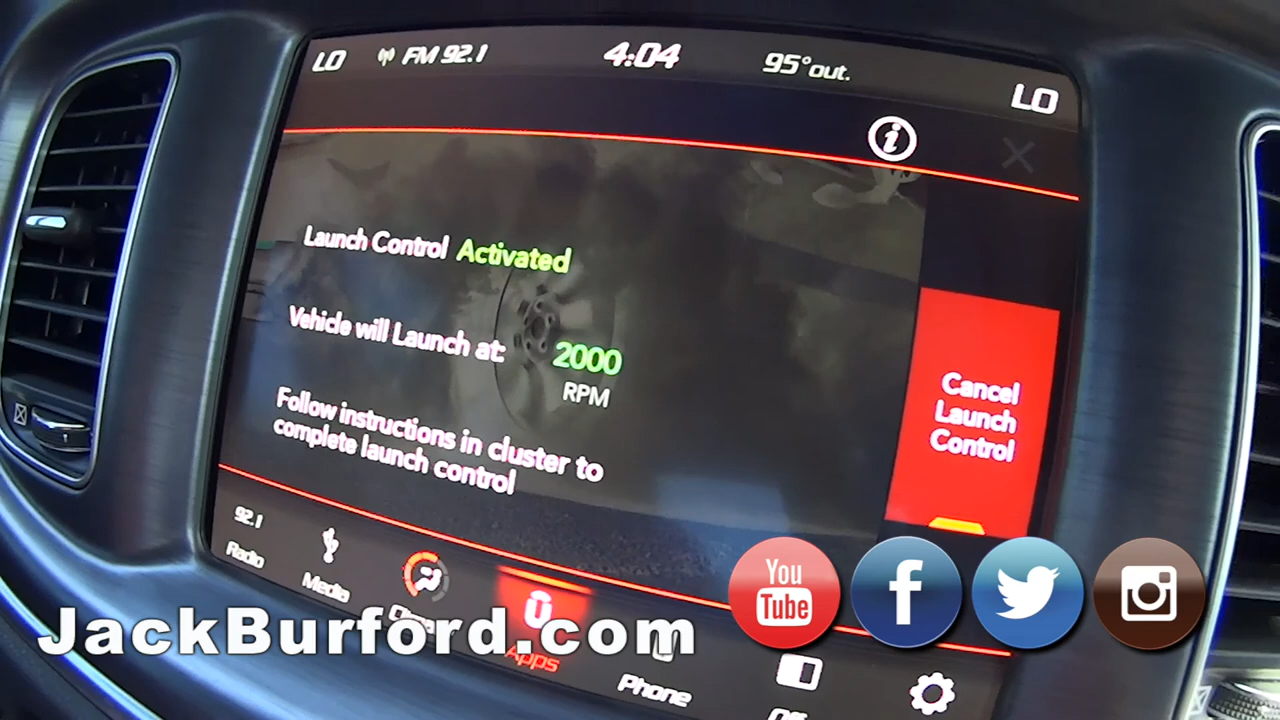 LO FM 92.1 4:04 95° out. LO
Launch Control Activated
Vehicle will Launch at: 2000
RPM
Follow instructions in cluster to
complete launch control
Cancel
Launch
Control
92.1
Radio
Media
Apps
Phone
You
Tube
JackBurford.com